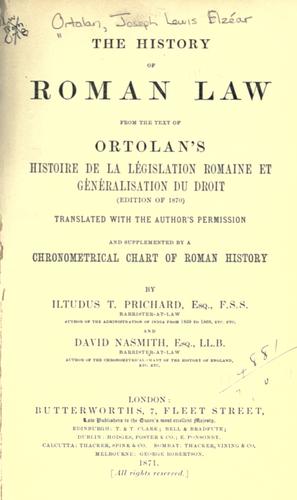 Ortolan, Joseph Lewis Elzéar
THE HISTORY
OF
ROMAN LAW
FROM THE TEXT OF
ORTOLAN'S
HISTOIRE DE LA LÉGISLATION ROMAINE ET
GÉNÉRALISATION DU DROIT
(EDITION OF 1870)
TRANSLATED WITH THE AUTHOR'S PERMISSION
AND SUPPLEMENTED BY A
CHRONOMETRICAL CHART OF ROMAN HISTORY
BY
ILTUDUS T. PRICHARD, Esq., F.S.S.
BARRISTER-AT-LAW
AUTHOR OF THE ADMINISTRATION OF INDIA FROM 1859 TO 1868, ETC. ETC.
AND
DAVID NASMITH, Esq., LL.B.
BARRISTER-AT-LAW
AUTHOR OF THE CHRONOMETRICAL CHART OF THE HISTORY OF ENGLAND,
ETC. ETC.
LONDON:
BUTTERWORTHS, 7, FLEET STREET,
Law Publishers to the Queen's most excellent Majesty.
EDINBURGH: T. & T. CLARK; BELL & BRADFUTE;
DUBLIN: HODGES, FOSTER & CO.; E. PONSONBY.
CALCUTTA: THACKER, SPINK & CO. BOMBAY: THACKER, VINING & CO.
MELBOURNE: GEORGE ROBERTSON.
1871.
[All rights reserved.]